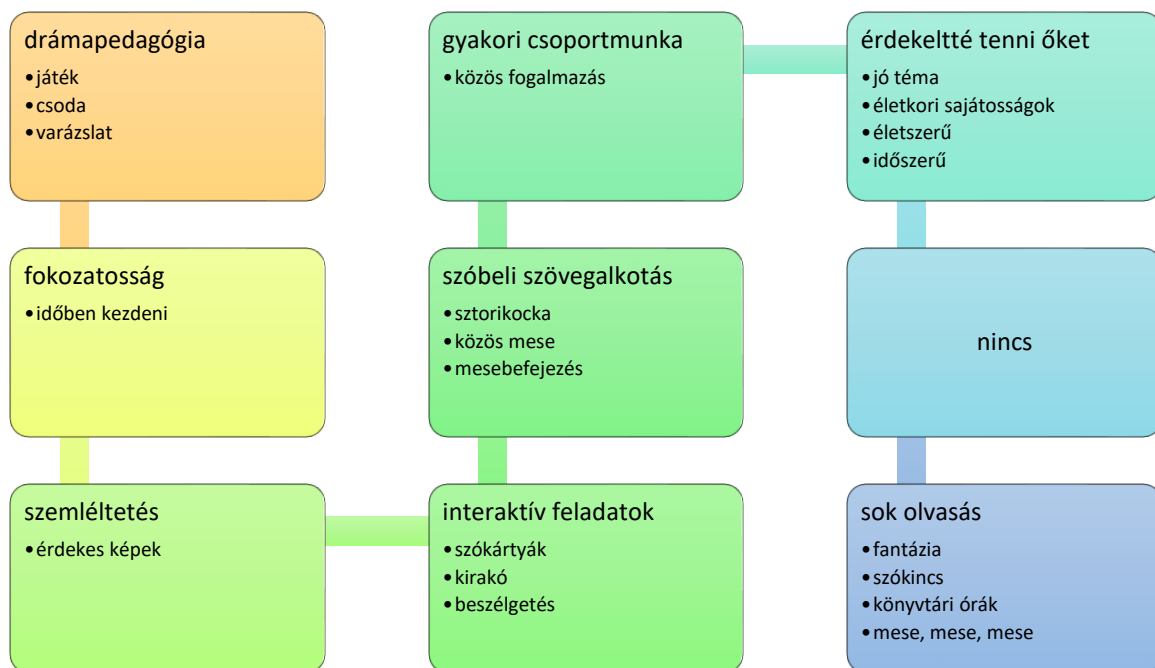 drámapedagógia
•játék
•csoda
•varázslat
fokozatosság
•időben kezdeni
szemléltetés
•érdekes képek
interaktív feladatok
•szókártyák
•kirakó
•beszélgetés
szóbeli szövegalkotás
•sztorikocka
•közös mese
•mesebefejezés
gyakori csoportmunka
•közös fogalmazás
érdekeltté tenni őket
•jó téma
•életkori sajátosságok
•életszerű
•időszerű
nincs
sok olvasás
•fantázia
•szókincs
•könyvtári órák
•mese, mese, mese